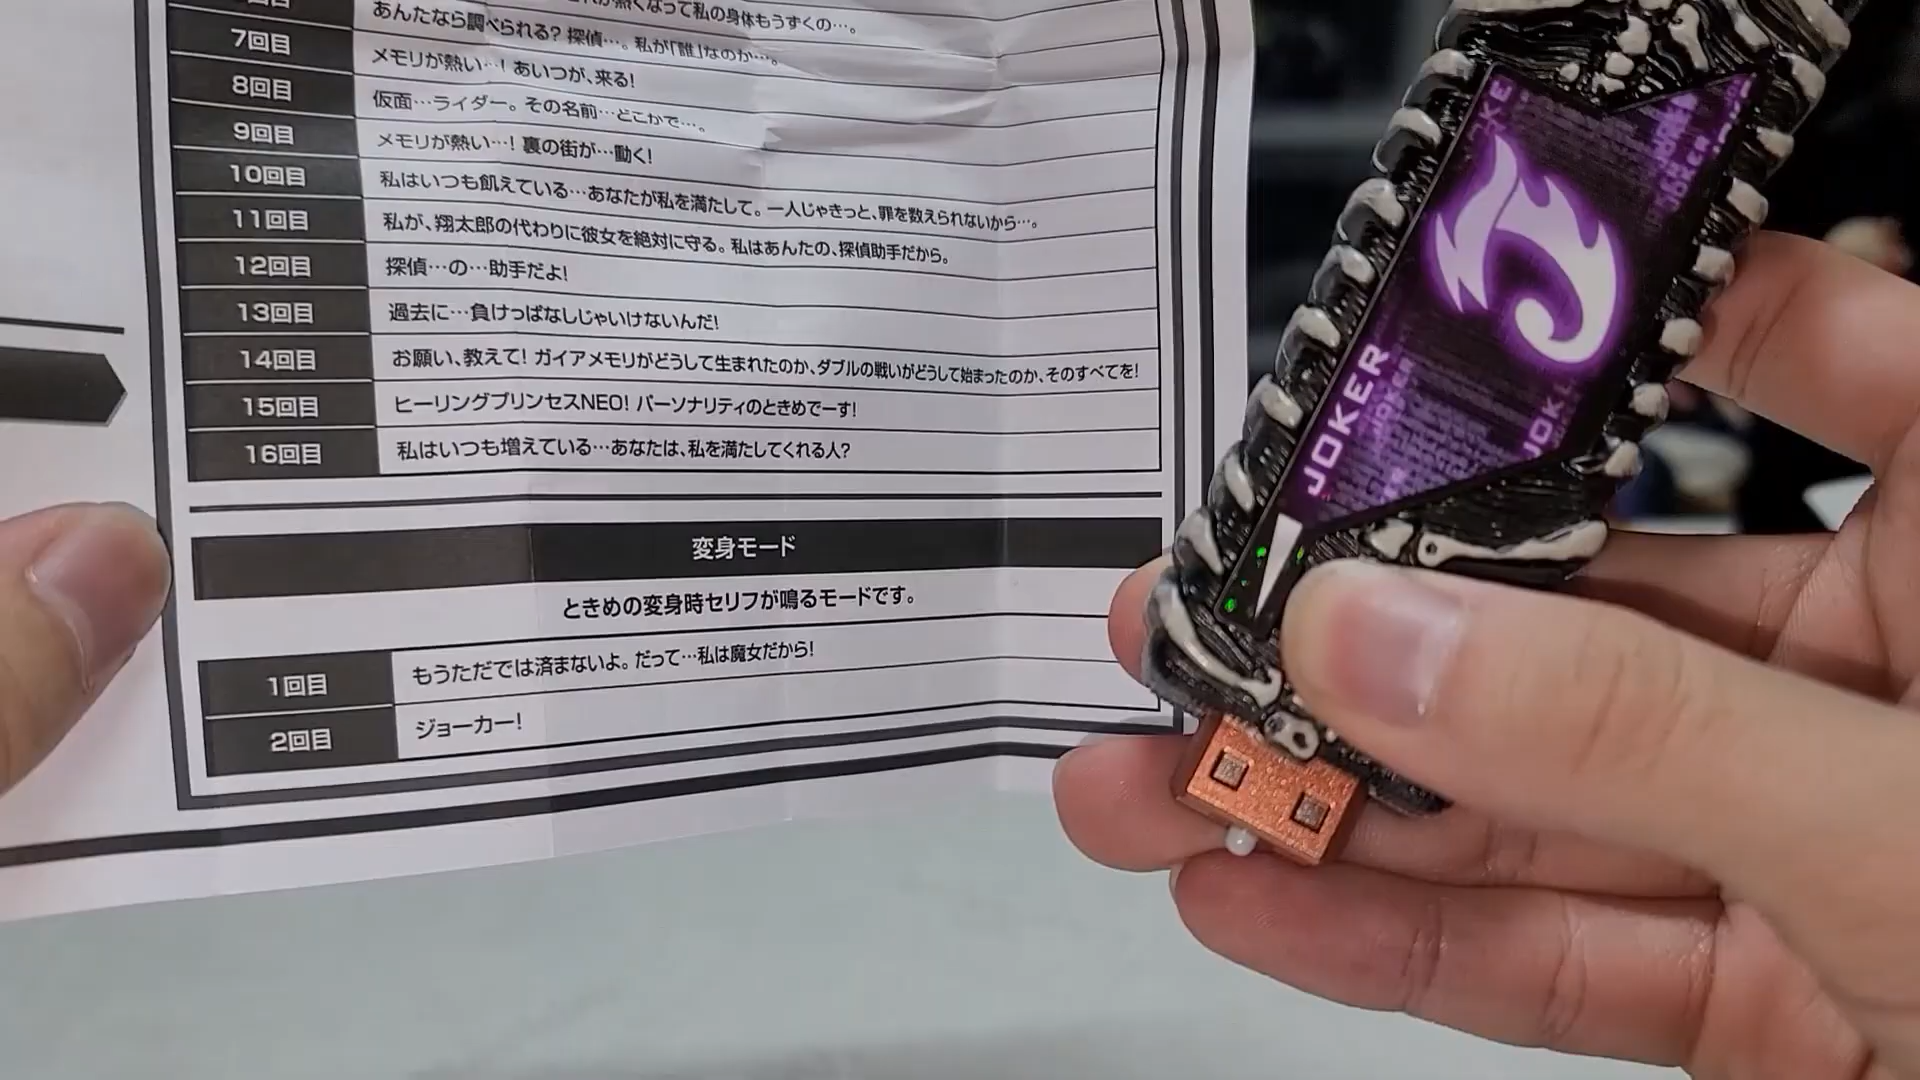 が熱くなって私の身体もうずくの…。
7回目 あんたなら調べられる? 探偵…。私が「誰」なのか…。
8回目 メモリが熱い…! あいつが、来る!
9回目 仮面…ライダー。その名前…どこかで…。
10回目 メモリが熱い…! 裏の街が…動く!
11回目 私はいつも飢えている…あなたが私を満たして。一人じゃきっと、罪を数えられないから…。
12回目 私が、翔太郎の代わりに彼女を絶対に守る。私はあんたの、探偵助手だから。
13回目 探偵…の…助手だよ!
14回目 過去に…負けっぱなしじゃいけないんだ!
15回目 お願い、教えて! ガイアメモリがどうして生まれたのか、ダブルの戦いがどうして始まったのか、そのすべてを!
16回目 ヒーリングプリンセスNEO! パーソナリティのときめでーす!
私はいつも増えている…あなたは、私を満たしてくれる人?
変身モード
ときめの変身時セリフが鳴るモードです。
1回目 もうただでは済まないよ。だって…私は魔女だから!
2回目 ジョーカー!
JOKER
JOKER